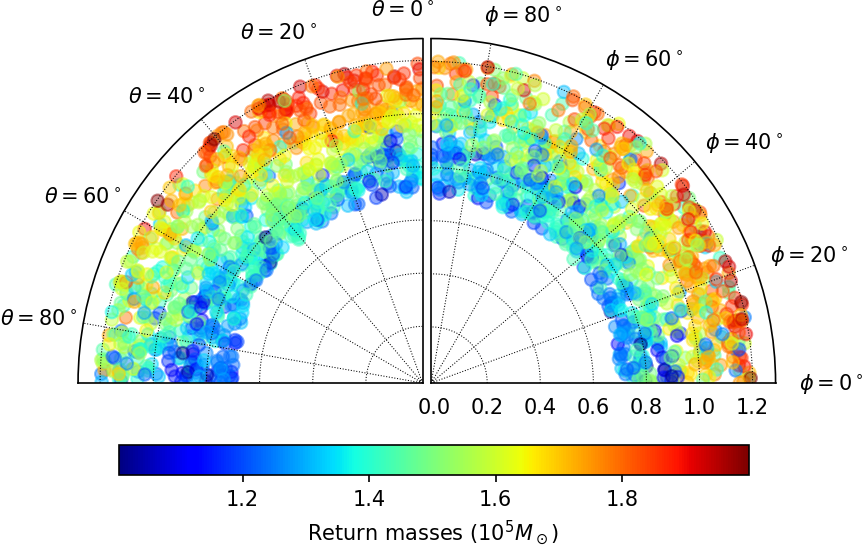 θ = 0°
ϕ = 80°
θ = 20°
ϕ = 60°
θ = 40°
ϕ = 40°
θ = 60°
ϕ = 20°
θ = 80°
ϕ = 0°
0.0 0.2 0.4 0.6 0.8 1.0 1.2
1.2 1.4 1.6 1.8
Return masses (10⁵M⊙)